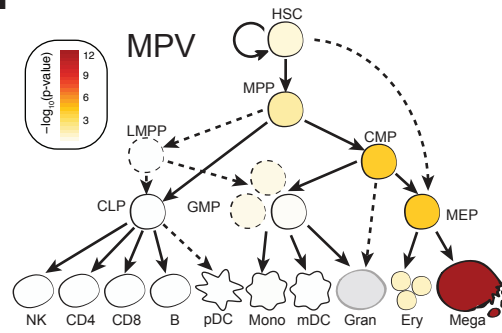 HSC
MPV
12
9
6
3
−log10(p-value)
MPP
LMPP
CMP
CLP
GMP
MEP
NK CD4 CD8 B pDC Mono mDC Gran Ery Mega